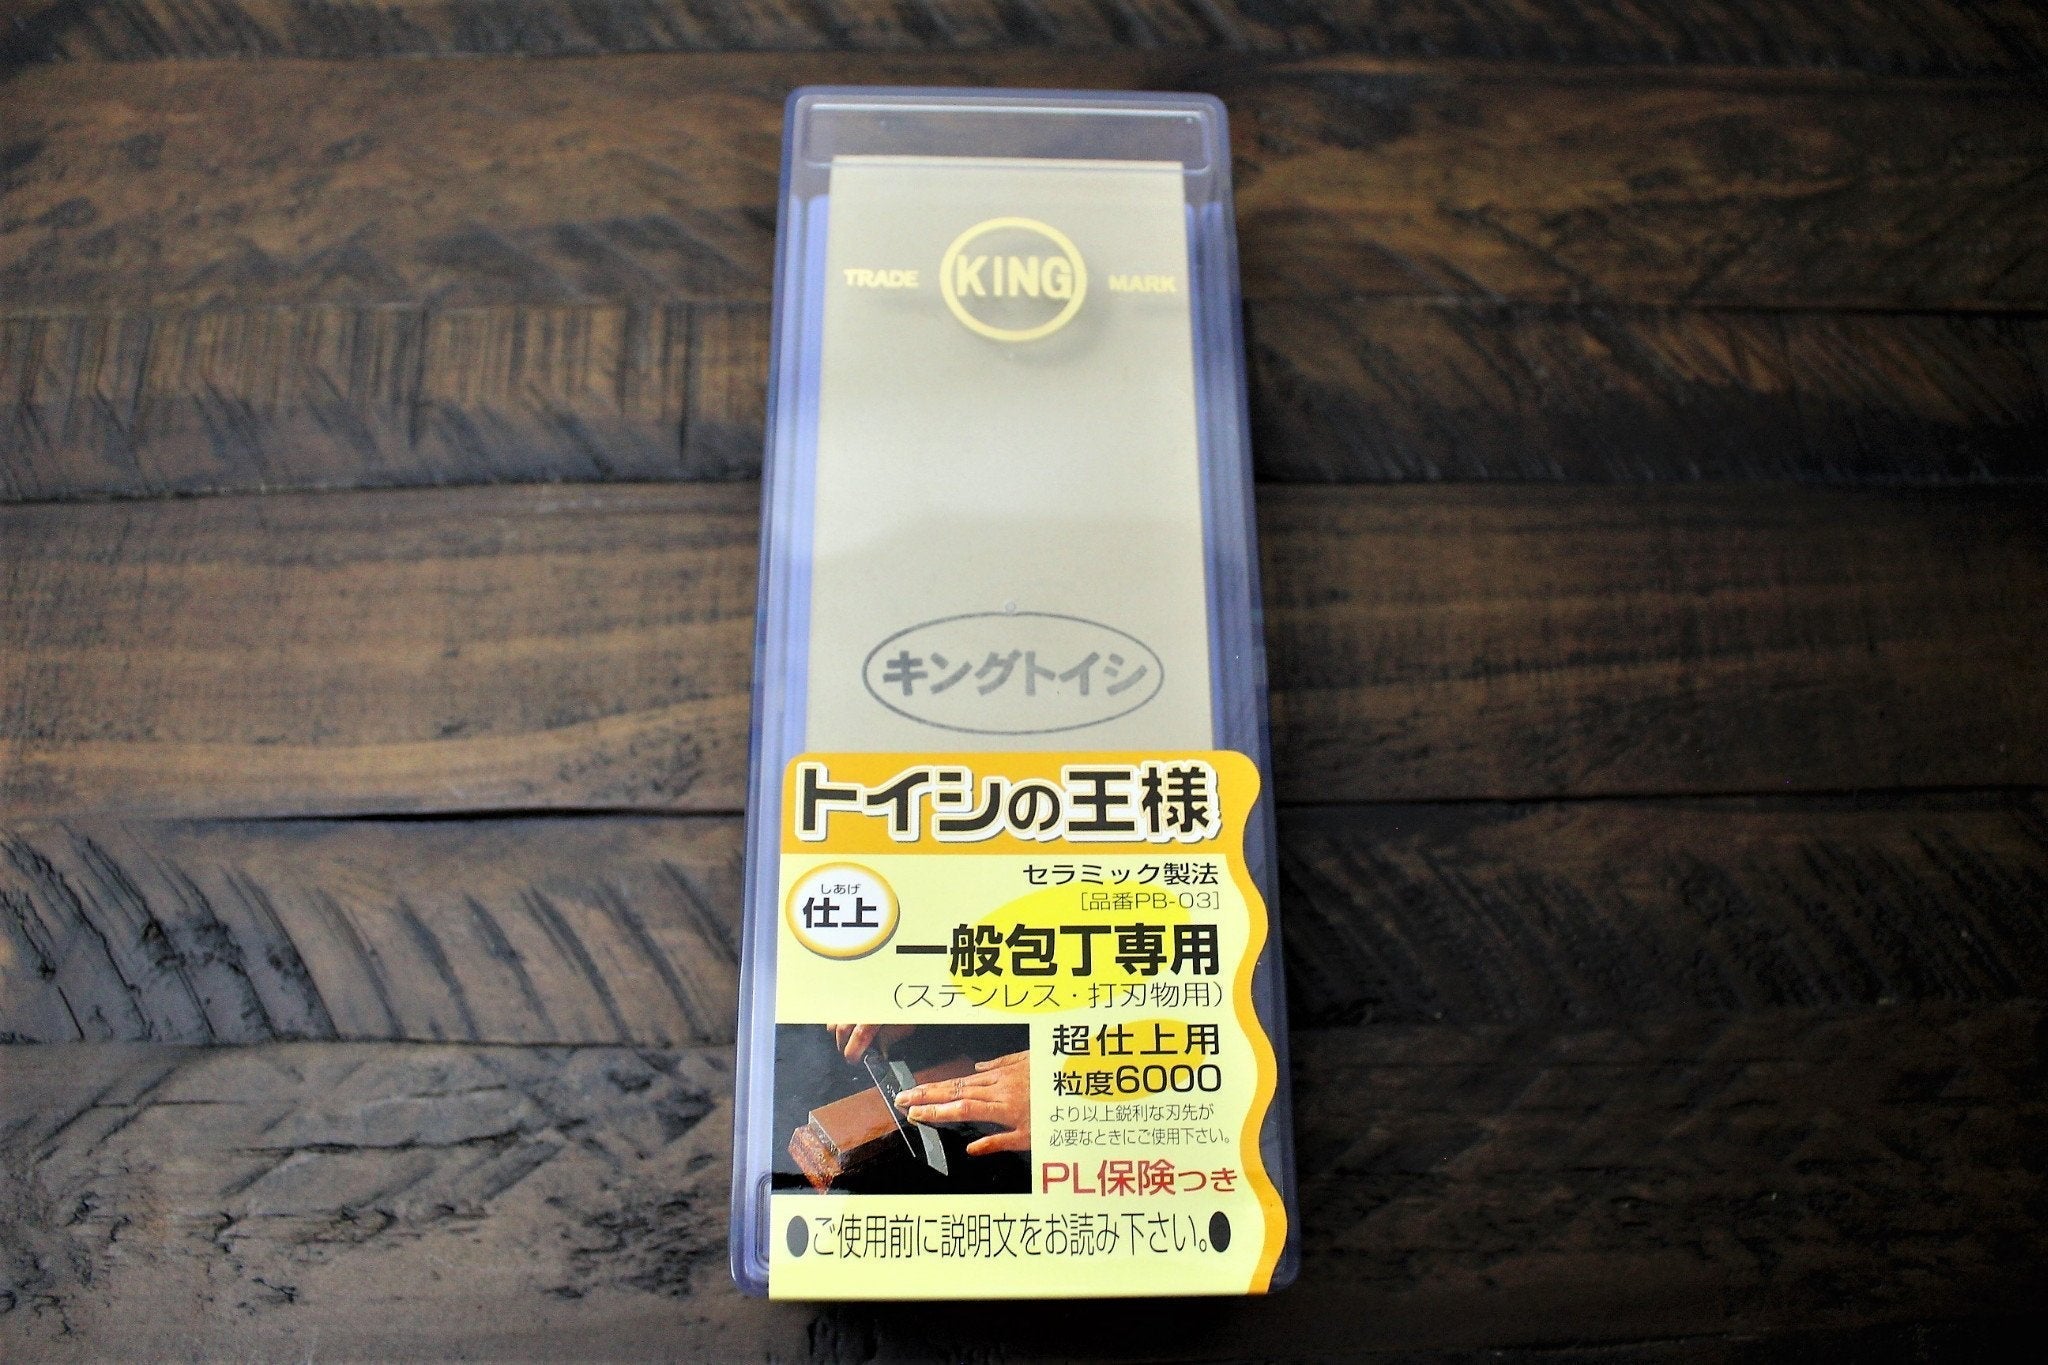 TRADE KING MARK
キングトイシ
トイシの王様
セラミック製法
[品番PB-03]
しあげ
仕上
一般包丁専用
(ステンレス・打刃物用)
超仕上用
粒度6000
より以上鋭利な刃先が
必要なときにご使用下さい。
PL保険つき
●ご使用前に説明文をお読み下さい。●